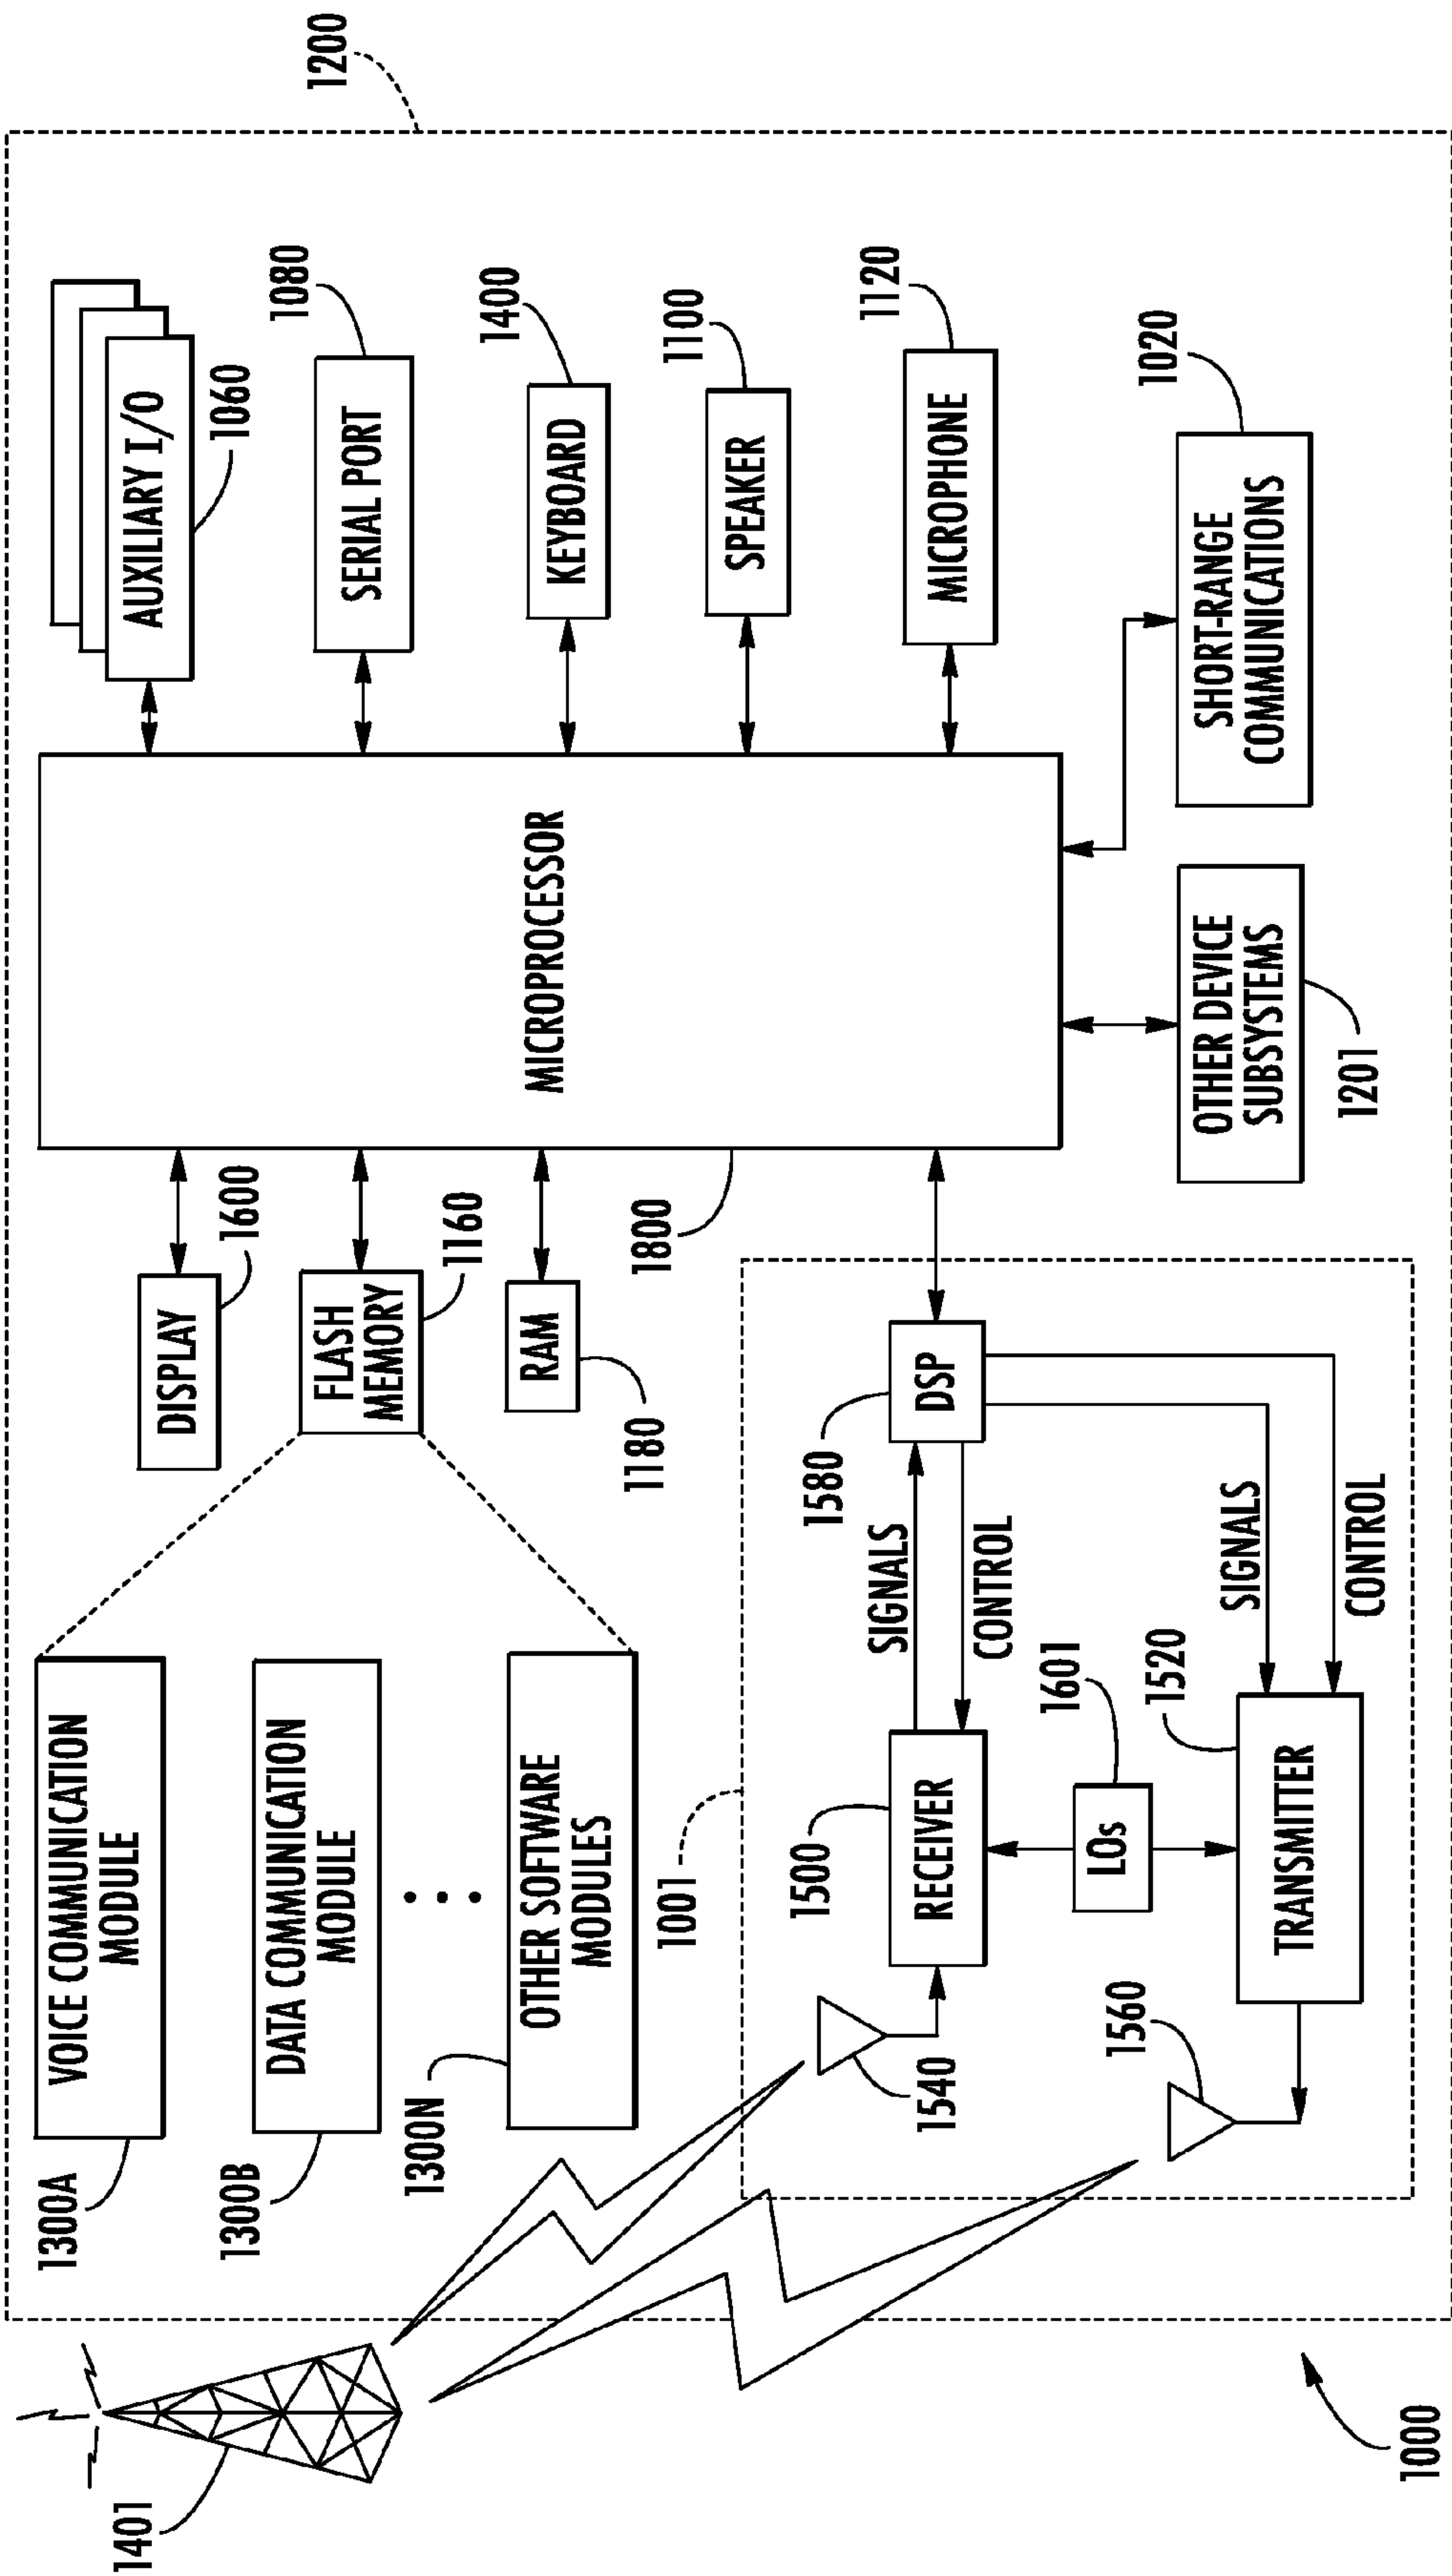 1401
1300A
VOICE COMMUNICATION
MODULE
1300B
DATA COMMUNICATION
MODULE
1300N
OTHER SOFTWARE
MODULES
DISPLAY
1600
FLASH
MEMORY
1160
RAM
1180
MICROPROCESSOR
1800
AUXILIARY I/O
1060
SERIAL PORT
1080
KEYBOARD
1400
SPEAKER
1100
MICROPHONE
1120
SHORT-RANGE
COMMUNICATIONS
1020
OTHER DEVICE
SUBSYSTEMS
1201
1200
1001
1540
1500
RECEIVER
SIGNALS
CONTROL
1580
DSP
1601
LOs
1560
1520
TRANSMITTER
SIGNALS
CONTROL
1000